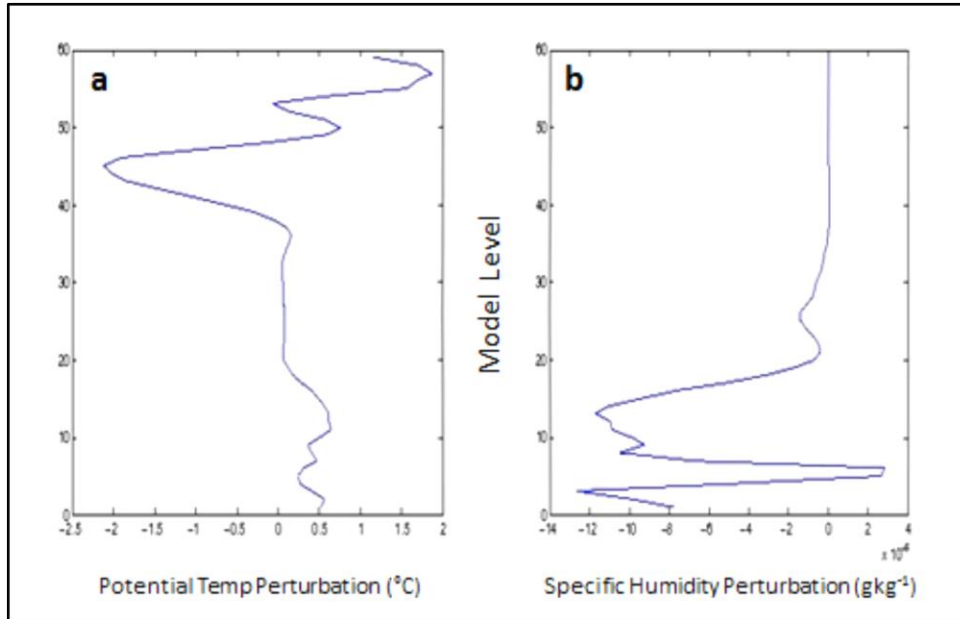 a
60
50
40
30
20
10
0
-2.5 -2 -1.5 -1 -0.5 0 0.5 1 1.5 2
Potential Temp Perturbation (°C)
Model Level
b
60
50
40
30
20
10
0
-14 -12 -10 -8 -6 -4 -2 0 2 4
x 10⁻⁶
Specific Humidity Perturbation (gkg⁻¹)